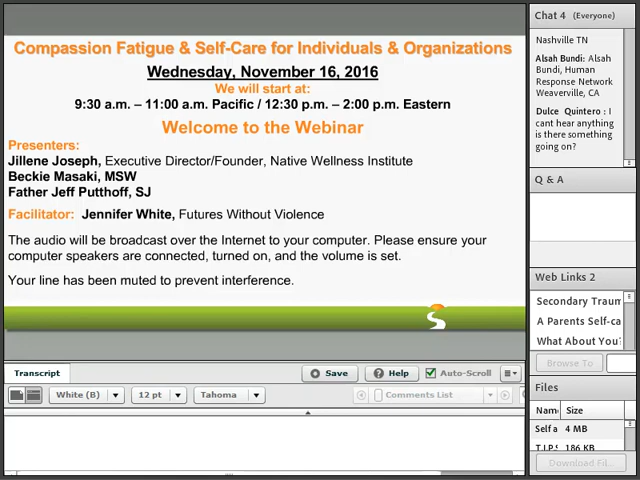 Compassion Fatigue & Self-Care for Individuals & Organizations
Wednesday, November 16, 2016
We will start at:
9:30 a.m. – 11:00 a.m. Pacific / 12:30 p.m. – 2:00 p.m. Eastern
Welcome to the Webinar
Presenters:
Jillene Joseph, Executive Director/Founder, Native Wellness Institute
Beckie Masaki, MSW
Father Jeff Putthoff, SJ
Facilitator: Jennifer White, Futures Without Violence
The audio will be broadcast over the Internet to your computer. Please ensure your
computer speakers are connected, turned on, and the volume is set.
Your line has been muted to prevent interference.
Transcript
Save
Help
Auto-Scroll
White (B)
12 pt
Tahoma
Comments List
Chat 4 (Everyone)
Nashville TN
Alsah Bundi: Alsah
Bundi, Human
Response Network
Weaverville, CA
Dulce Quintero : I
cant hear anything
is there something
going on?
Q & A
Web Links 2
Secondary Traum
A Parents Self-ca
What About You?
Browse To
Files
Name Size
Self a 4 MB
T.I.P.S 186 KB
Download Fil...